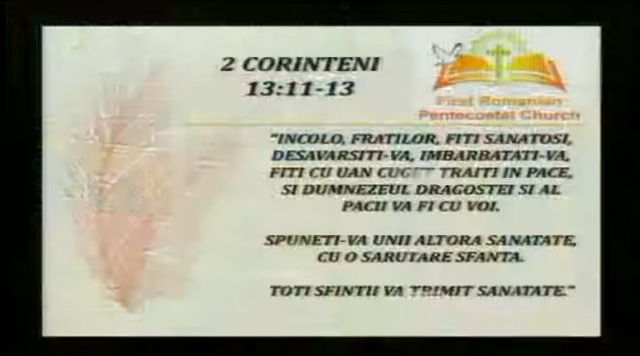 2 CORINTENI
13:11-13
First Romanian
Pentecostal Church
"INCOLO, FRATILOR, FITI SANATOSI,
DESAVARSITI-VA, IMBARBATATI-VA,
FITI CU UAN CUGET TRAITI IN PACE,
SI DUMNEZEUL DRAGOSTEI SI AL
PACII VA FI CU VOI.
SPUNETI-VA UNII ALTORA SANATATE,
CU O SARUTARE SFANTA.
TOTI SFINTII VA TRIMIT SANATATE."